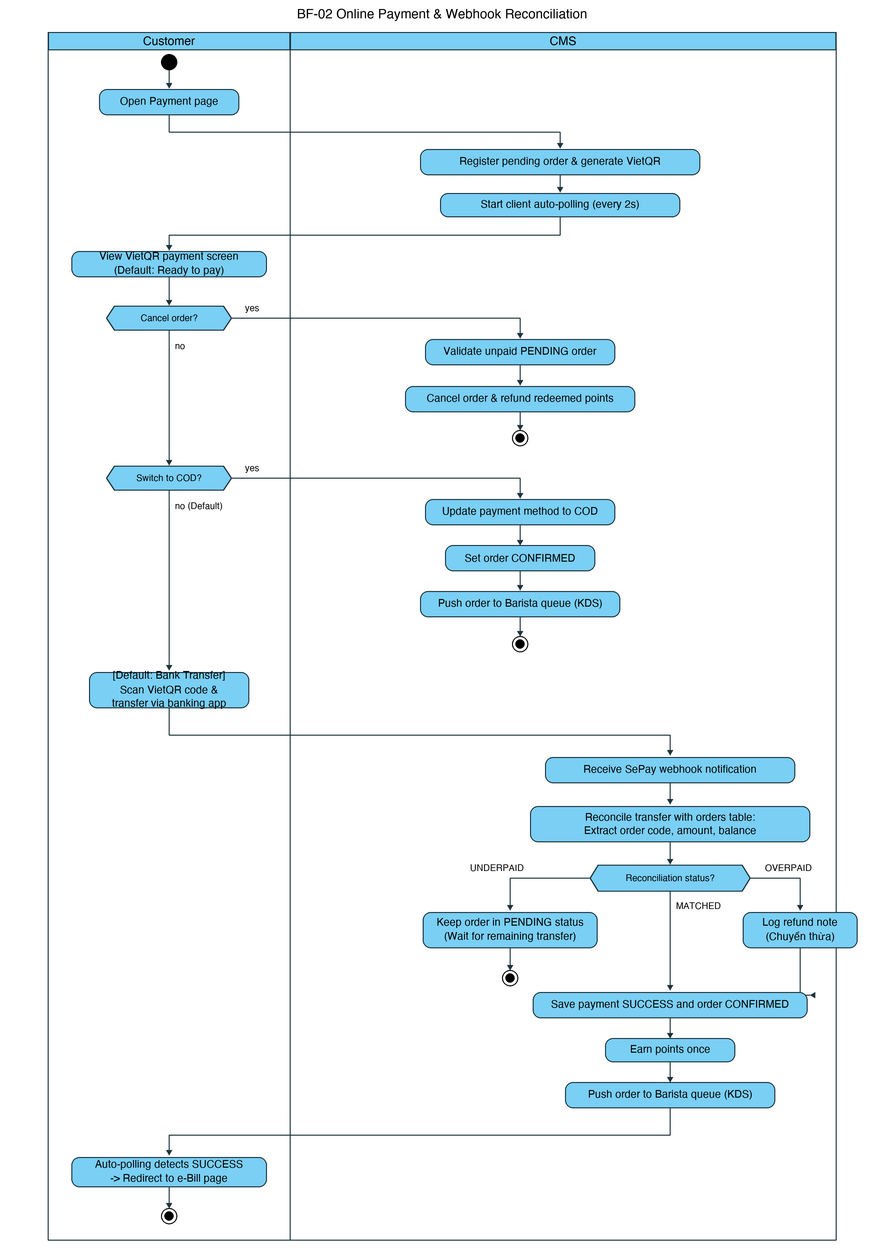 BF-02 Online Payment & Webhook Reconciliation
Customer
CMS
Open Payment page
Register pending order & generate VietQR
Start client auto-polling (every 2s)
View VietQR payment screen
(Default: Ready to pay)
Cancel order?
yes
no
Validate unpaid PENDING order
Cancel order & refund redeemed points
Switch to COD?
yes
no (Default)
Update payment method to COD
Set order CONFIRMED
Push order to Barista queue (KDS)
[Default: Bank Transfer]
Scan VietQR code &
transfer via banking app
Receive SePay webhook notification
Reconcile transfer with orders table:
Extract order code, amount, balance
UNDERPAID
Reconciliation status?
OVERPAID
MATCHED
Keep order in PENDING status
(Wait for remaining transfer)
Log refund note
(Chuyển thừa)
Save payment SUCCESS and order CONFIRMED
Earn points once
Push order to Barista queue (KDS)
Auto-polling detects SUCCESS
-> Redirect to e-Bill page